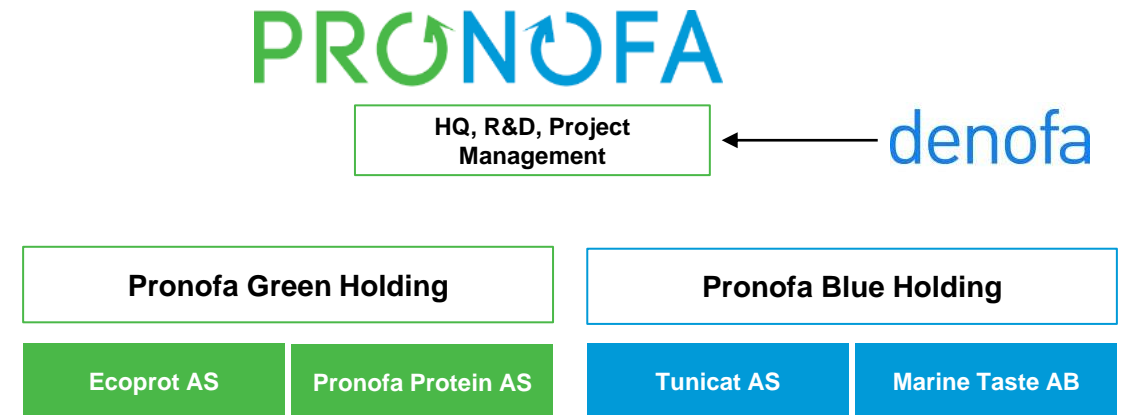 PRONOFA
HQ, R&D, Project
Management
denofa
Pronofa Green Holding
Pronofa Blue Holding
Ecoprot AS
Pronofa Protein AS
Tunicat AS
Marine Taste AB